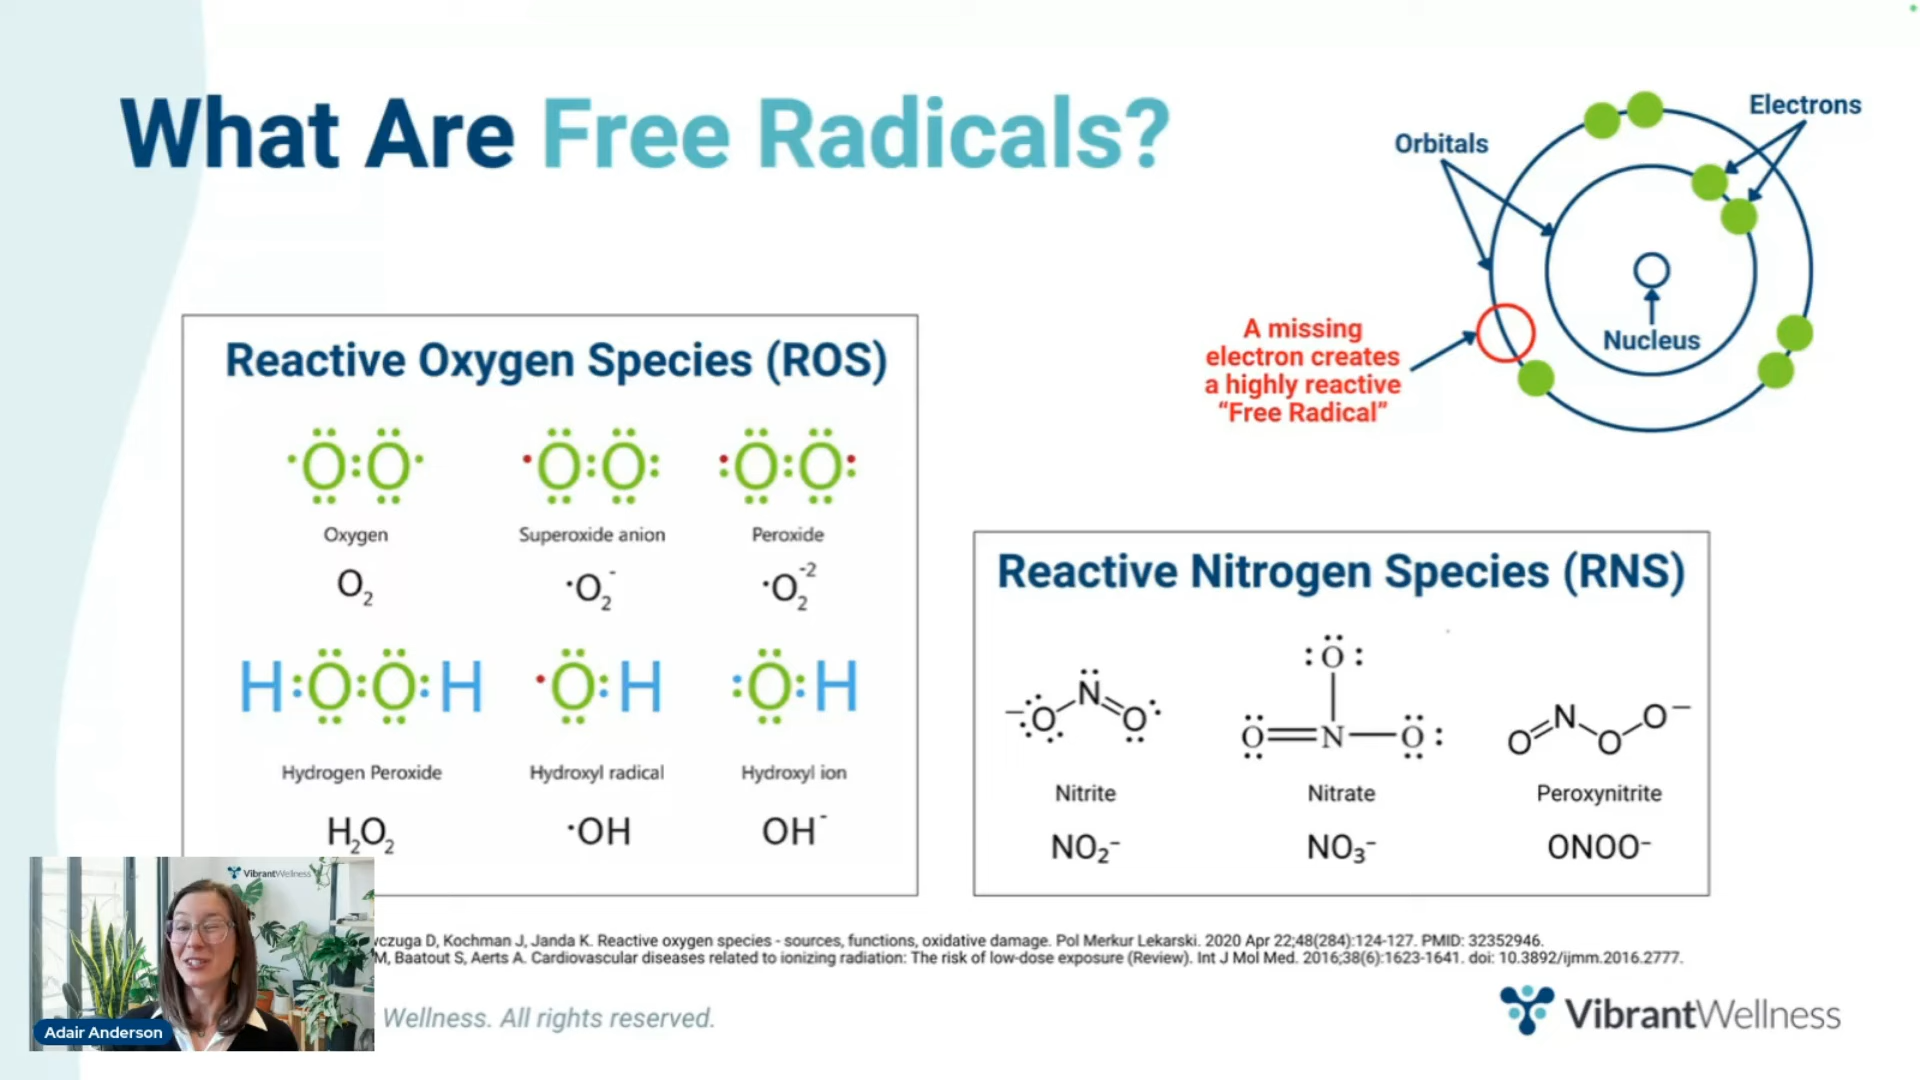 What Are Free Radicals?
Electrons
Orbitals
Nucleus
A missing
electron creates
a highly reactive
“Free Radical”
Reactive Oxygen Species (ROS)
·O:O·
·O:O:
:O:O:
Oxygen
Superoxide anion
Peroxide
O₂
·O₂⁻
·O₂⁻²
H:O:O:H
·O:H
:O:H
Hydrogen Peroxide
Hydroxyl radical
Hydroxyl ion
H₂O₂
·OH
OH⁻
Reactive Nitrogen Species (RNS)
⁻O N O
O N O O
O N O O⁻
Nitrite
Nitrate
Peroxynitrite
NO₂⁻
NO₃⁻
ONOO⁻
VibrantWellness
Adair Anderson
D, Kochman J, Janda K. Reactive oxygen species - sources, functions, oxidative damage. Pol Merkur Lekarski. 2020 Apr 22;48(284):124-127. PMID: 32352946.
M, Baatout S, Aerts A. Cardiovascular diseases related to ionizing radiation: The risk of low-dose exposure (Review). Int J Mol Med. 2016;38(6):1623-1641. doi: 10.3892/ijmm.2016.2777.
Wellness. All rights reserved.
VibrantWellness